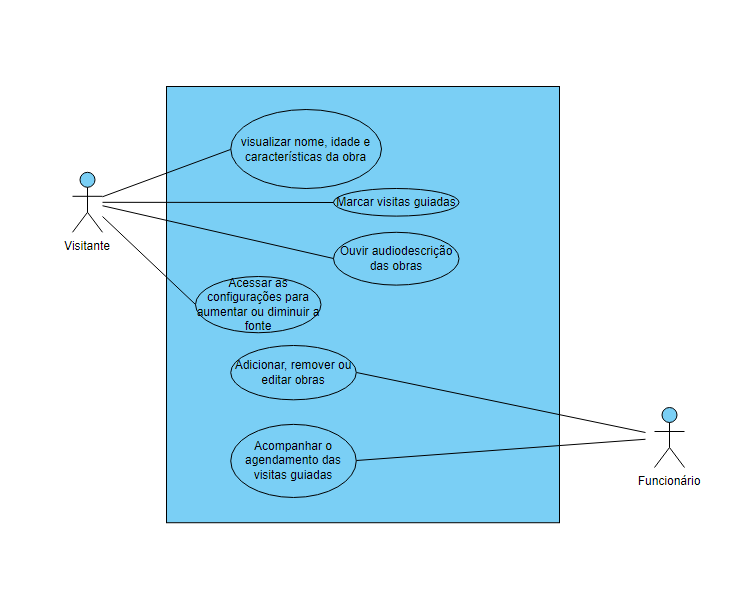 visualizar nome, idade e
características da obra
Marcar visitas guiadas
Visitante
Ouvir audiodescrição
das obras
Acessar as
configurações para
aumentar ou diminuir a
fonte
Adicionar, remover ou
editar obras
Acompanhar o
agendamento das
visitas guiadas
Funcionário